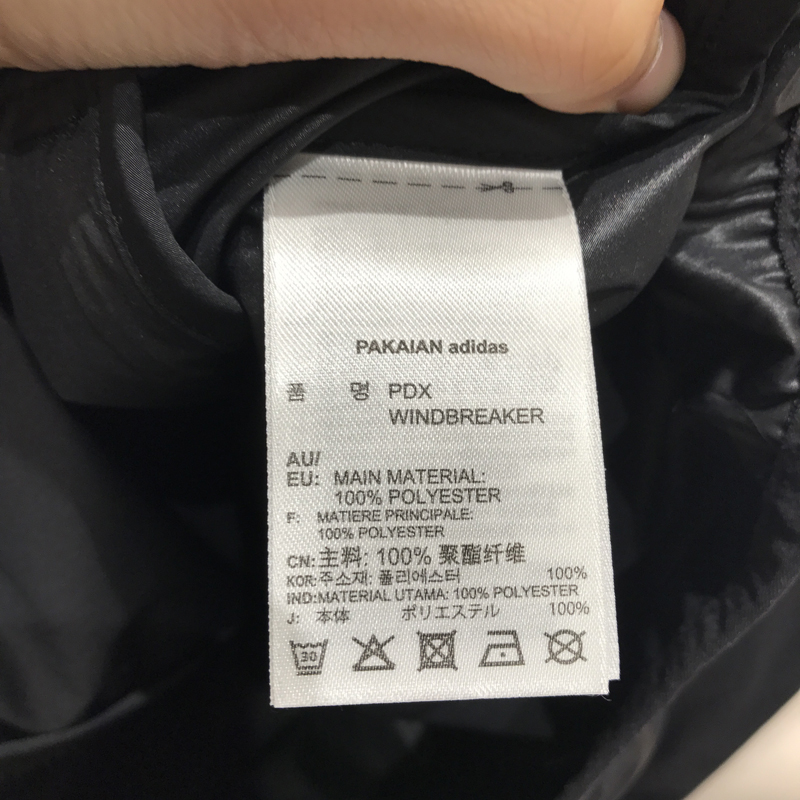 PAKAIAN adidas
품 명 PDX
WINDBREAKER
AU/
EU: MAIN MATERIAL:
100% POLYESTER
F: MATIERE PRINCIPALE:
100% POLYESTER
CN: 主料: 100% 聚酯纤维
KOR: 주소재: 폴리에스터 100%
IND: MATERIAL UTAMA: 100% POLYESTER
J: 本体 ポリエステル 100%
30